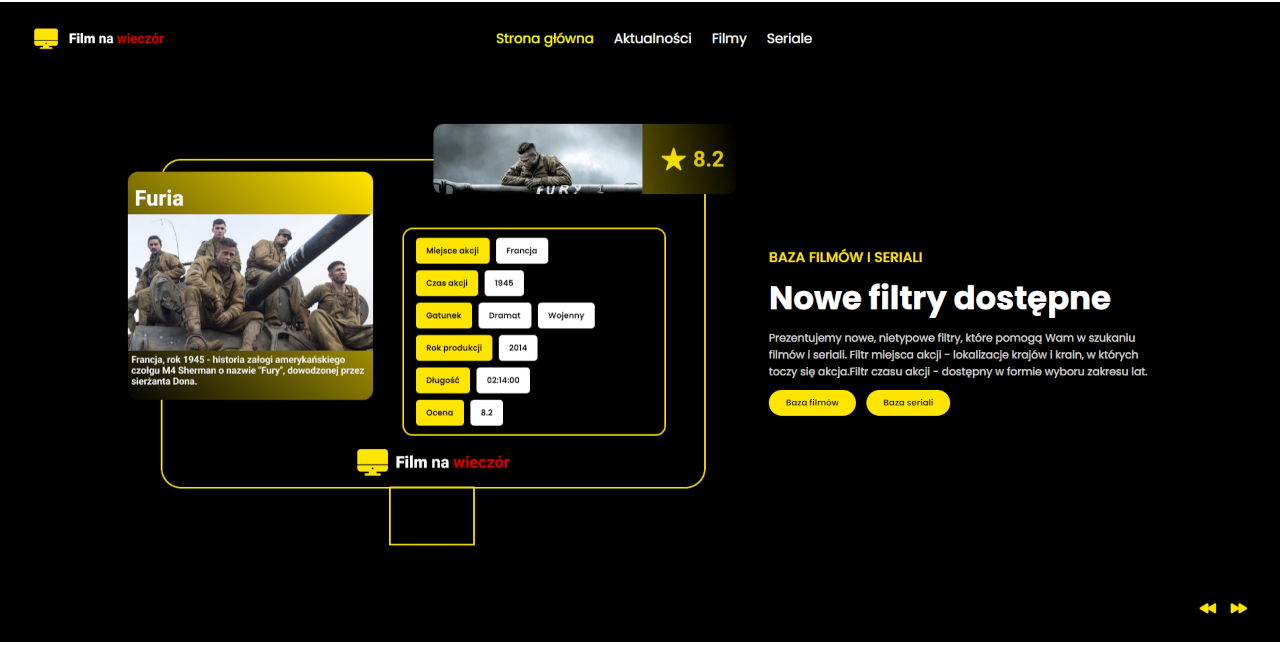 Film na wieczór
Strona główna Aktualności Filmy Seriale
FURY 1
8.2
Furia
Francja, rok 1945 - historia załogi amerykańskiego
czołgu M4 Sherman o nazwie "Fury", dowodzonej przez
sierżanta Dona.
Miejsce akcji Francja
Czas akcji 1945
Gatunek Dramat Wojenny
Rok produkcji 2014
Długość 02:14:00
Ocena 8.2
Film na wieczór
BAZA FILMÓW I SERIALI
Nowe filtry dostępne
Prezentujemy nowe, nietypowe filtry, które pomogą Wam w szukaniu
filmów i seriali. Filtr miejsca akcji - lokalizacje krajów i krain, w których
toczy się akcja.Filtr czasu akcji - dostępny w formie wyboru zakresu lat.
Baza filmów Baza seriali